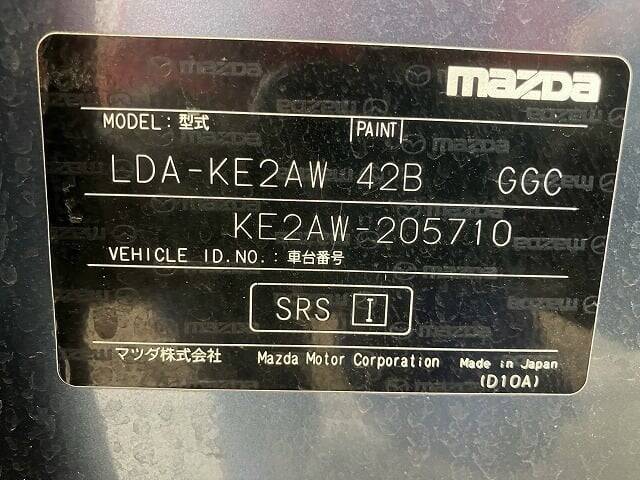 mazda
MODEL:型式 PAINT
LDA-KE2AW 42B GGC
KE2AW-205710
VEHICLE ID.NO.:車台番号
SRS I
マツダ株式会社 Mazda Motor Corporation Made in Japan
(D10A)